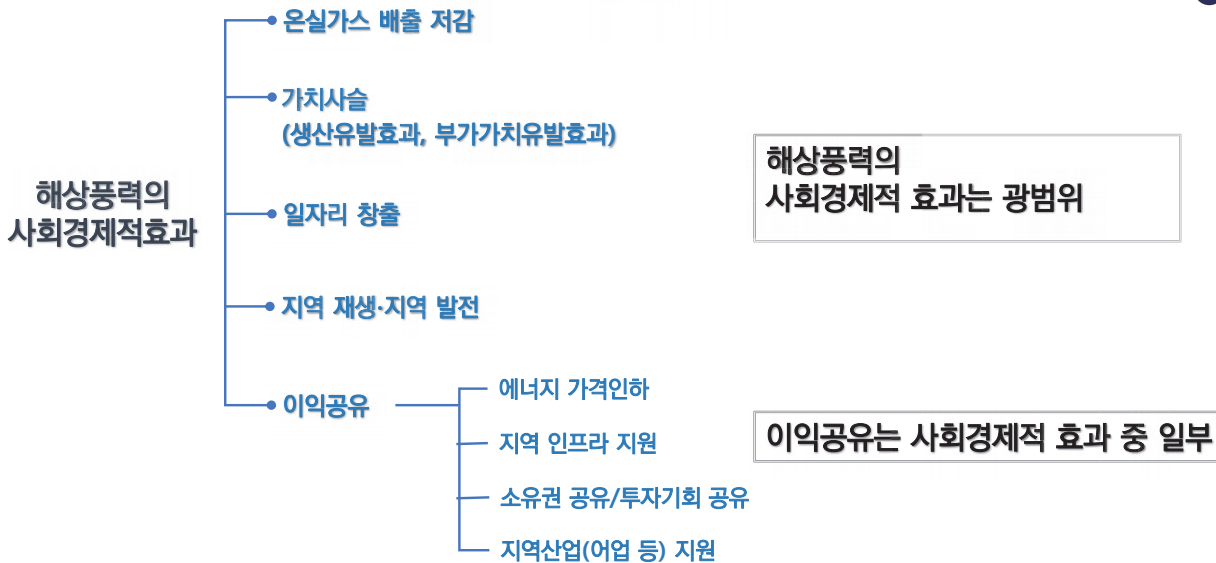 온실가스 배출 저감
가치사슬
(생산유발효과, 부가가치유발효과)
해상풍력의
사회경제적효과
일자리 창출
지역 재생·지역 발전
이익공유
에너지 가격인하
지역 인프라 지원
소유권 공유/투자기회 공유
지역산업(어업 등) 지원
해상풍력의
사회경제적 효과는 광범위
이익공유는 사회경제적 효과 중 일부